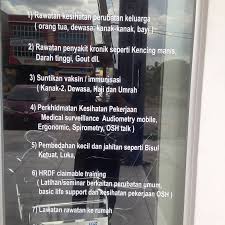 1) Rawatan kesihatan perubatan keluarga
( orang tua, dewasa, kanak-kanak, bayi )
2) Rawatan penyakit kronik seperti Kencing manis,
Darah tinggi, Gout dll.
3) Suntikan vaksin / immunisasi
( Kanak-2, Dewasa, Haji dan Umrah
4) Perkhidmatan Kesihatan Pekerjaan
Medical surveillance Audiometry mobile,
Ergonomic, Spirometry, OSH talk )
5) Pembedahan kecil dan jahitan seperti Bisul
Ketuat, Luka,
6) HRDF claimable training
( Latihan/seminar berkaitan perubatan umum,
basic life support dan kesihatan pekerjaan OSH )
7) Lawatan rawatan ke rumah